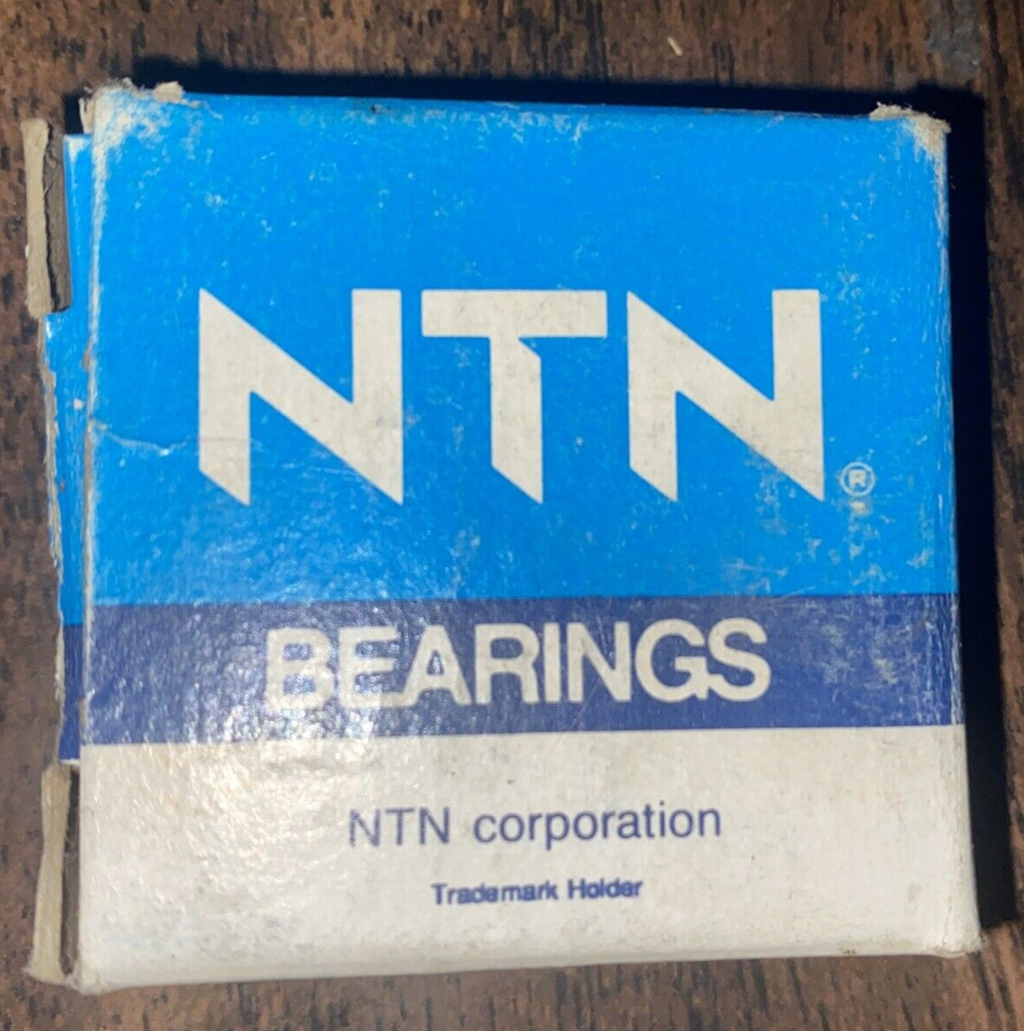 NTN®
BEARINGS
NTN corporation
Trademark Holder